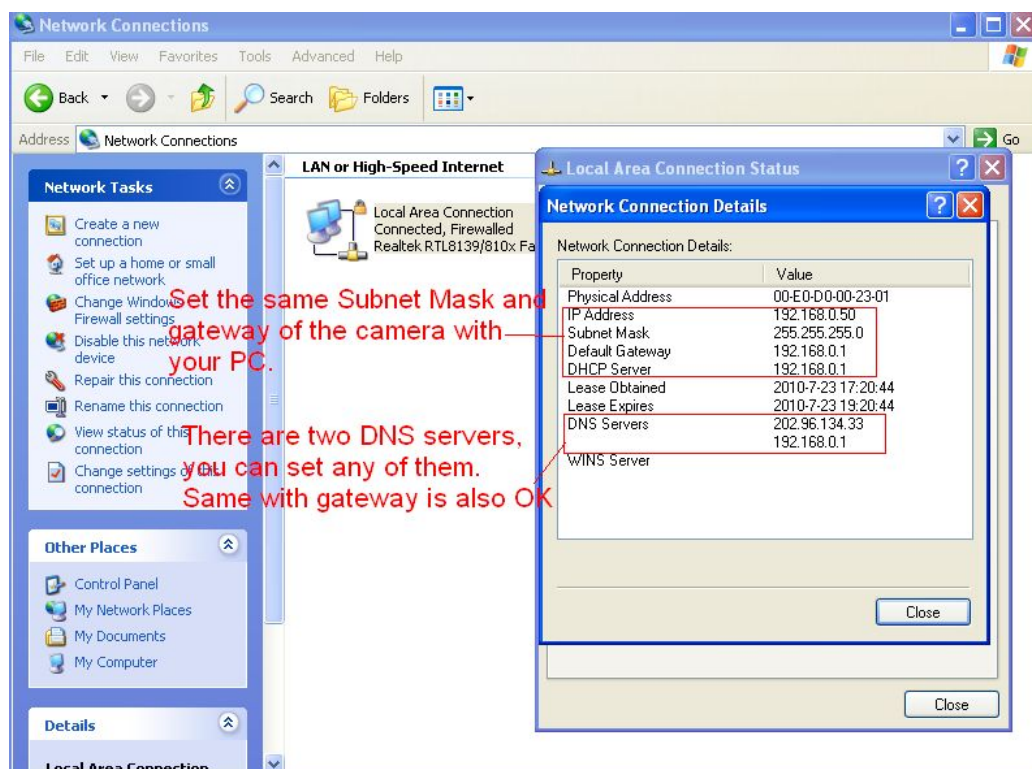 Network Connections
File Edit View Favorites Tools Advanced Help
Back Search Folders
Address Network Connections Go
Network Tasks
Create a new
connection
Set up a home or small
office network
Change Windows
Firewall settings
Disable this network
device
Repair this connection
Rename this connection
View status of this
connection
Change settings of this
connection
Other Places
Control Panel
My Network Places
My Documents
My Computer
Details
Local Area Connection
LAN or High-Speed Internet
Local Area Connection
Connected, Firewalled
Realtek RTL8139/810x Fa
Set the same Subnet Mask and
gateway of the camera with
your PC.
There are two DNS servers,
you can set any of them.
Same with gateway is also OK
Local Area Connection Status
Network Connection Details
Network Connection Details:
Property Value
Physical Address 00-E0-D0-00-23-01
IP Address 192.168.0.50
Subnet Mask 255.255.255.0
Default Gateway 192.168.0.1
DHCP Server 192.168.0.1
Lease Obtained 2010-7-23 17:20:44
Lease Expires 2010-7-23 19:20:44
DNS Servers 202.96.134.33
192.168.0.1
WINS Server
Close
Close